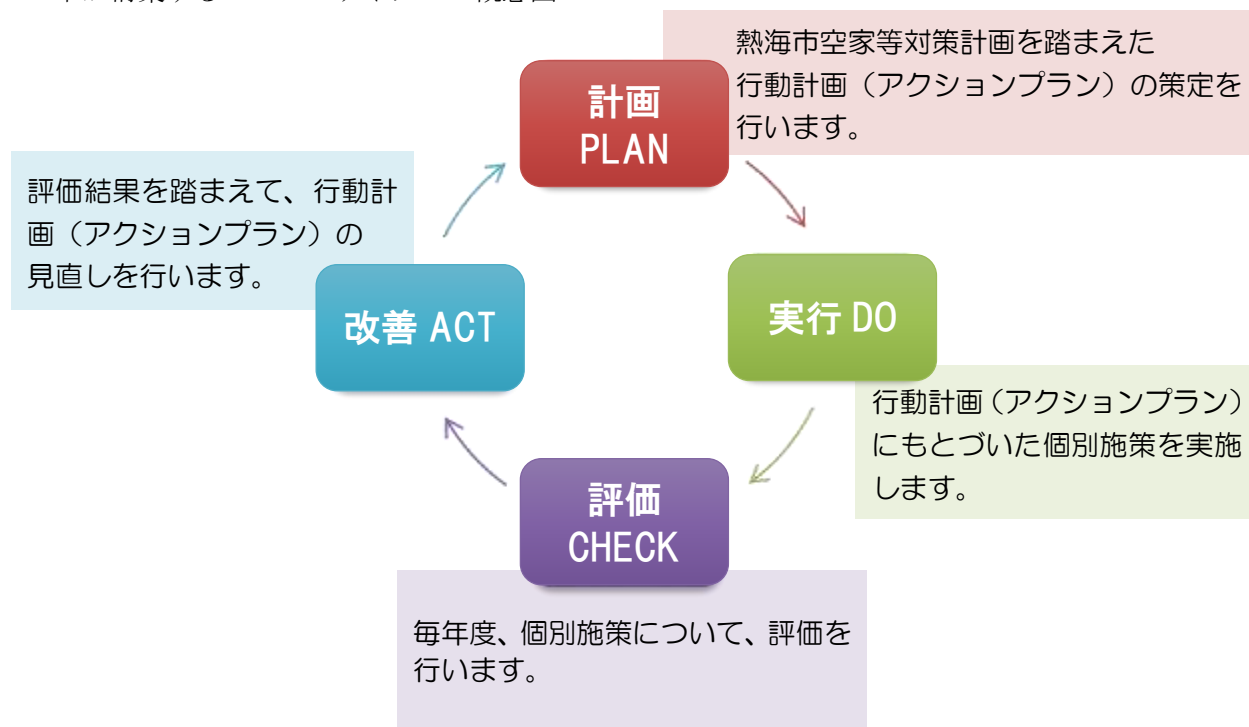 計画
PLAN
熱海市空家等対策計画を踏まえた
行動計画（アクションプラン）の策定を
行います。
実行 DO
行動計画（アクションプラン）
にもとづいた個別施策を実施
します。
評価
CHECK
毎年度、個別施策について、評価を
行います。
改善 ACT
評価結果を踏まえて、行動計
画（アクションプラン）の
見直しを行います。